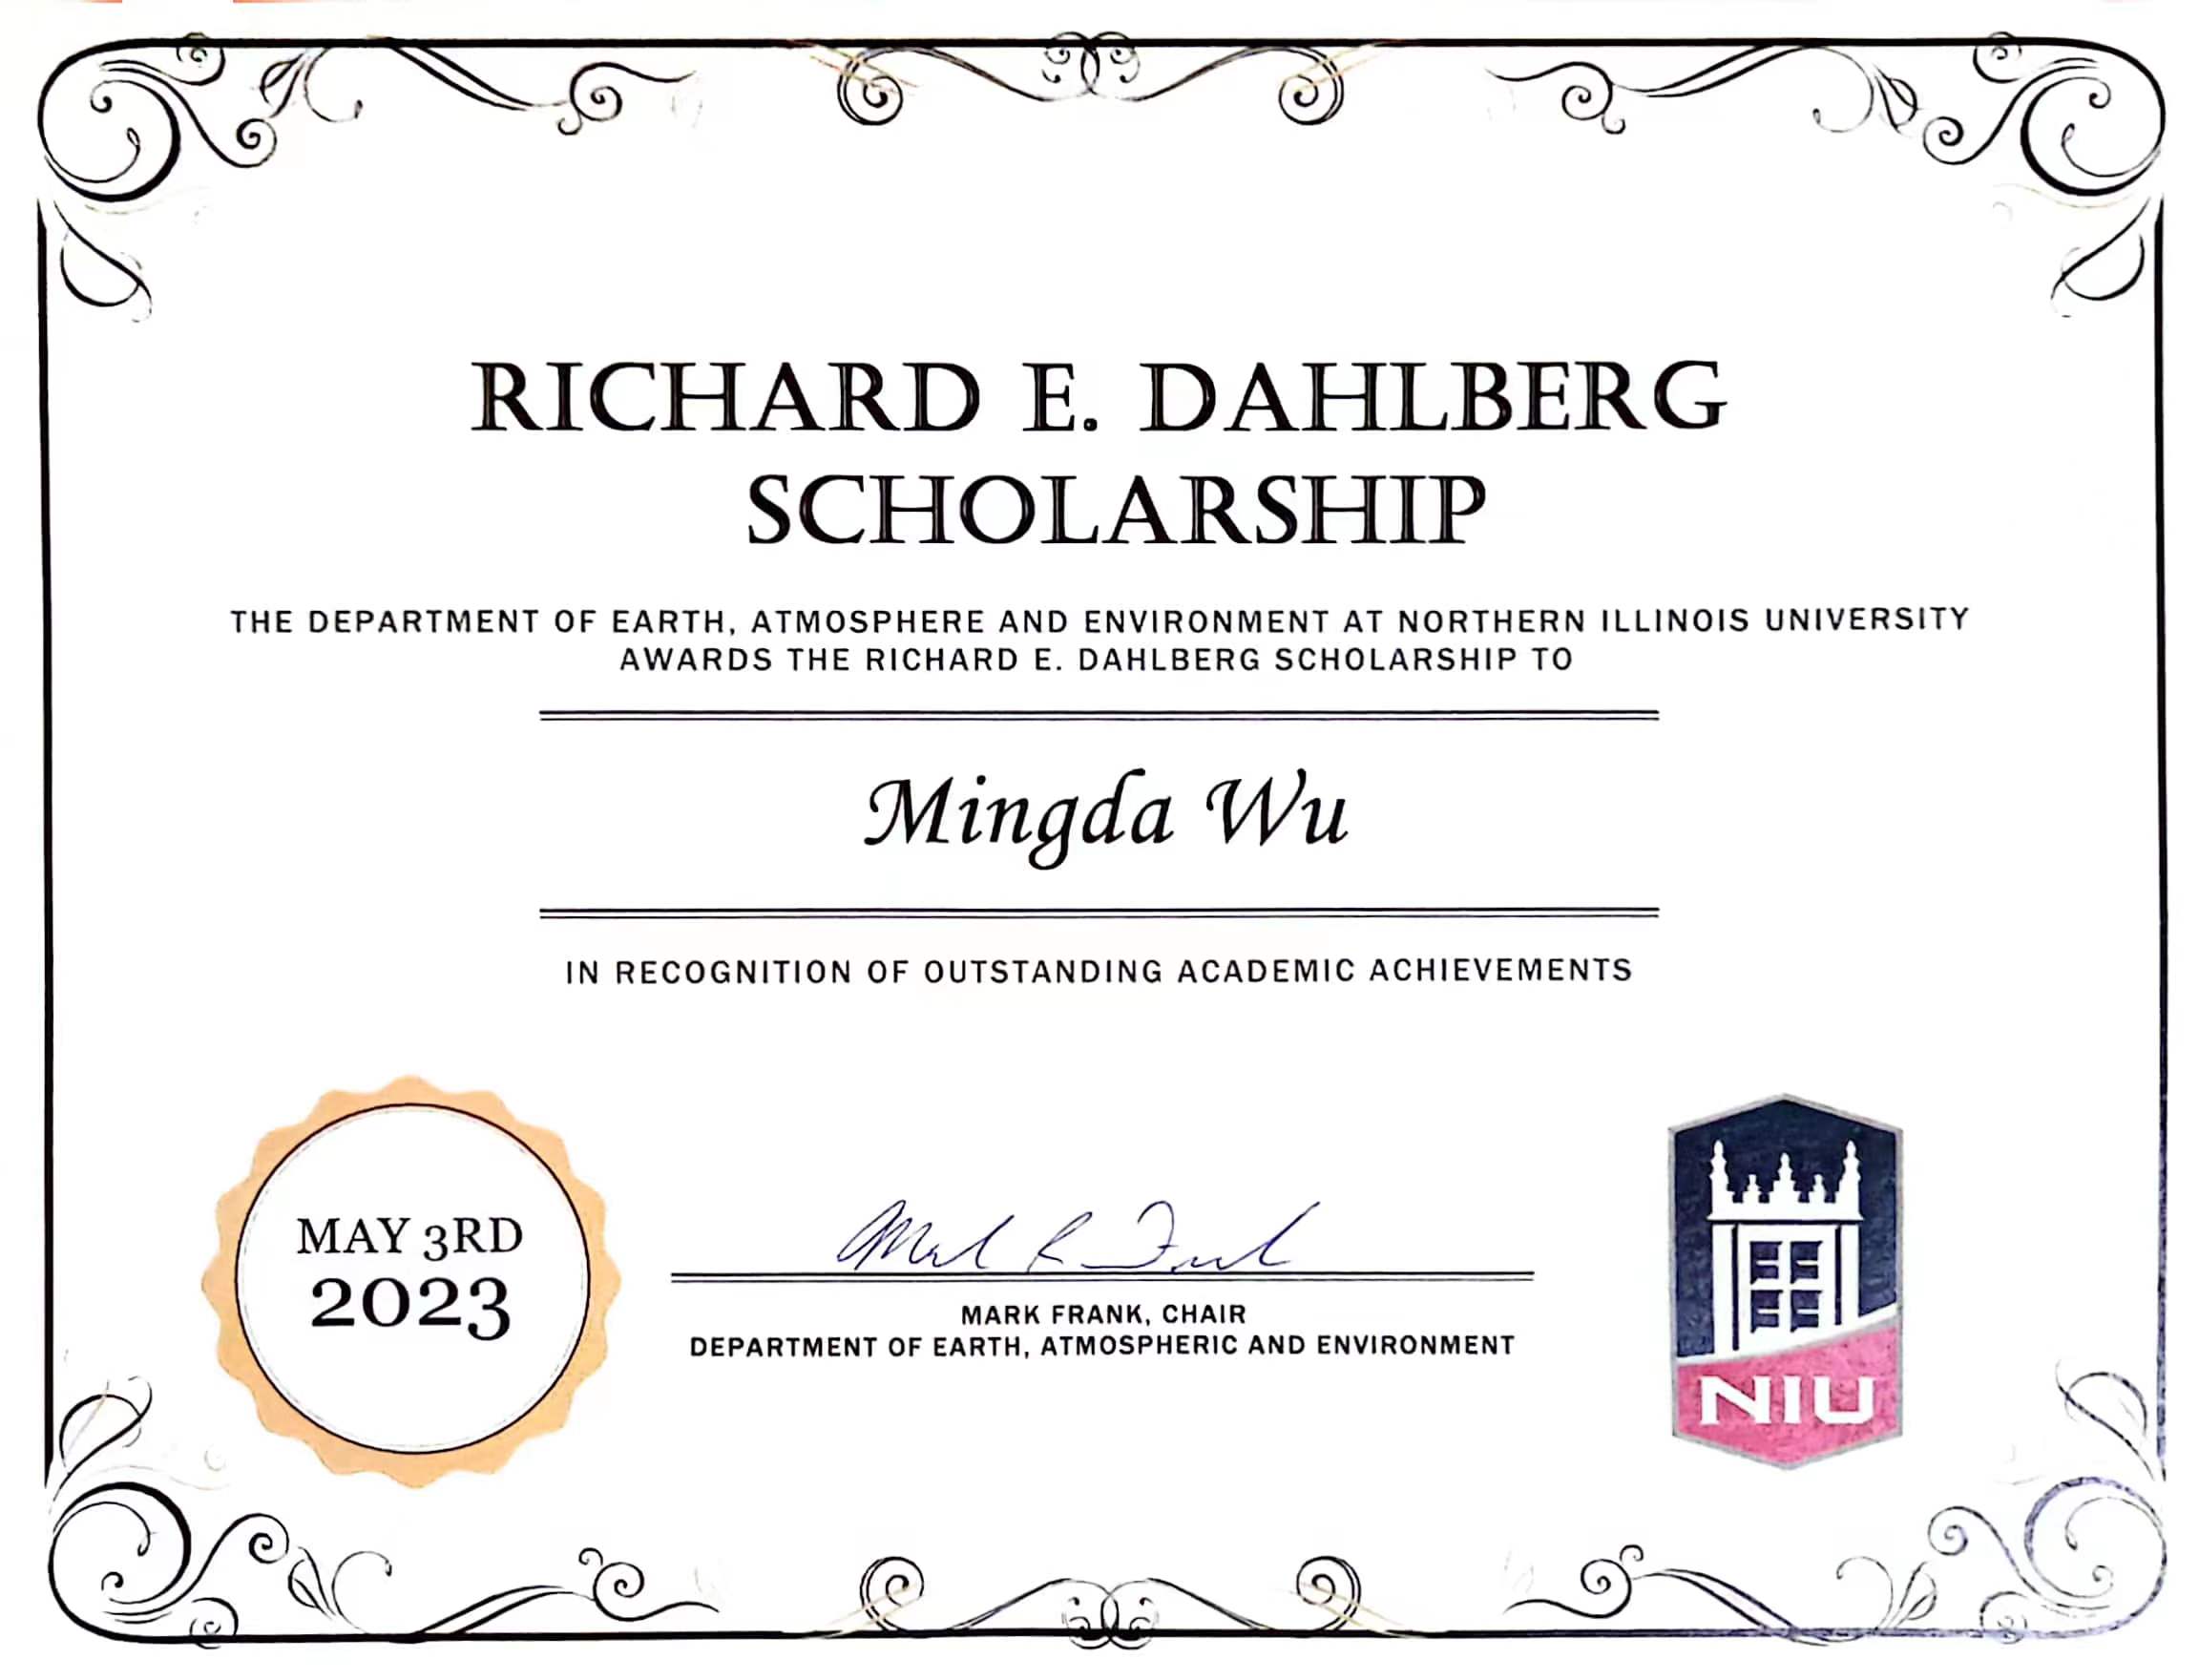 RICHARD E. DAHLBERG
SCHOLARSHIP
THE DEPARTMENT OF EARTH, ATMOSPHERE AND ENVIRONMENT AT NORTHERN ILLINOIS UNIVERSITY
AWARDS THE RICHARD E. DAHLBERG SCHOLARSHIP TO
Mingda Wu
IN RECOGNITION OF OUTSTANDING ACADEMIC ACHIEVEMENTS
MAY 3RD
2023
Mark R Frank
MARK FRANK, CHAIR
DEPARTMENT OF EARTH, ATMOSPHERIC AND ENVIRONMENT
NIU